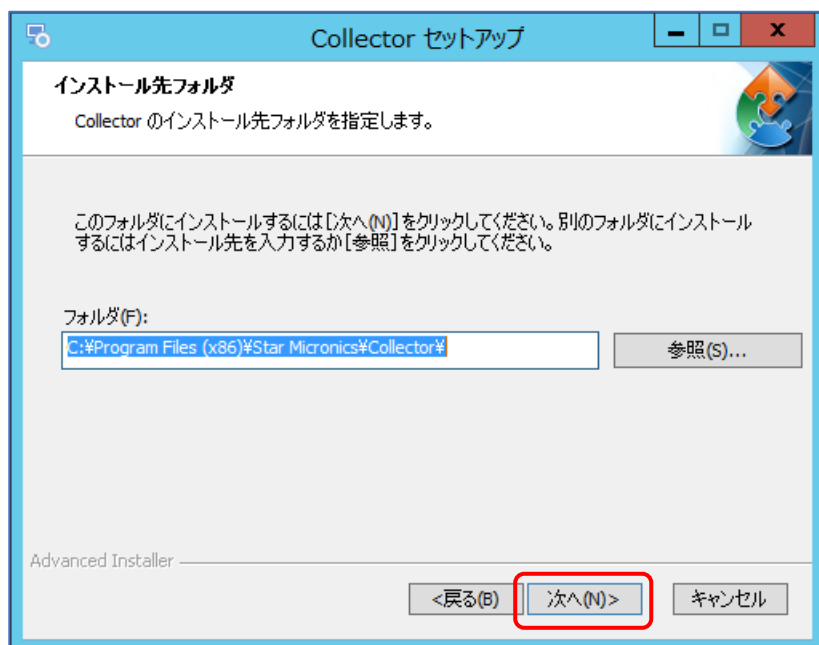 Collector セットアップ
インストール先フォルダ
Collector のインストール先フォルダを指定します。
このフォルダにインストールするには[次へ(N)]をクリックしてください。別のフォルダにインストール
するにはインストール先を入力するか[参照]をクリックしてください。
フォルダ(F):
C:¥Program Files (x86)¥Star Micronics¥Collector¥
参照(S)...
Advanced Installer
<戻る(B)
次へ(N)>
キャンセル